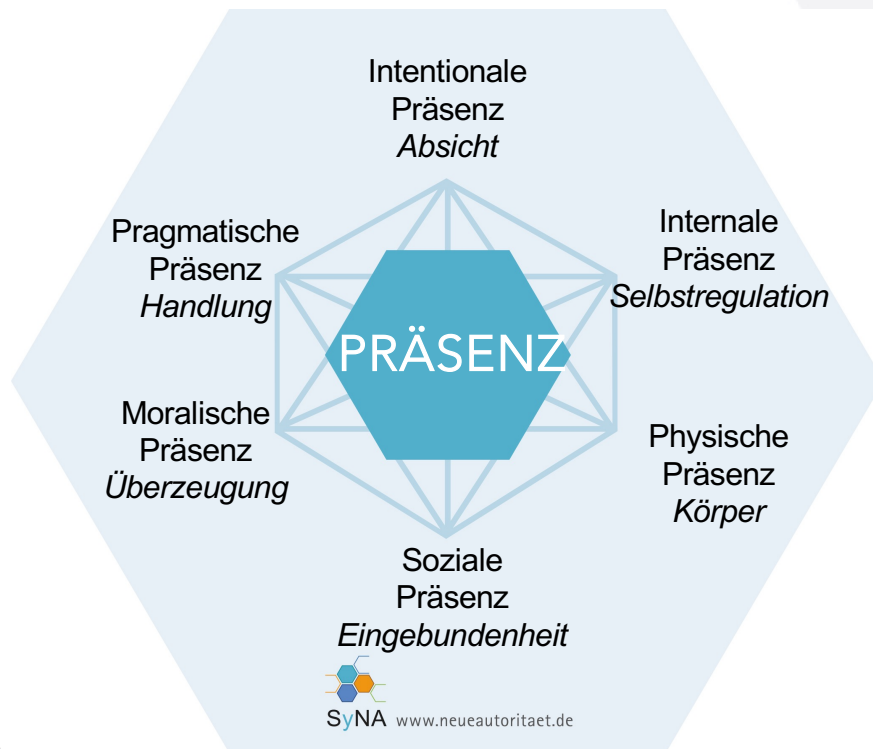 Intentionale
Präsenz
Absicht
Internale
Präsenz
Selbstregulation
Pragmatische
Präsenz
Handlung
PRÄSENZ
Moralische
Präsenz
Überzeugung
Physische
Präsenz
Körper
Soziale
Präsenz
Eingebundenheit
SyNA www.neueautoritaet.de